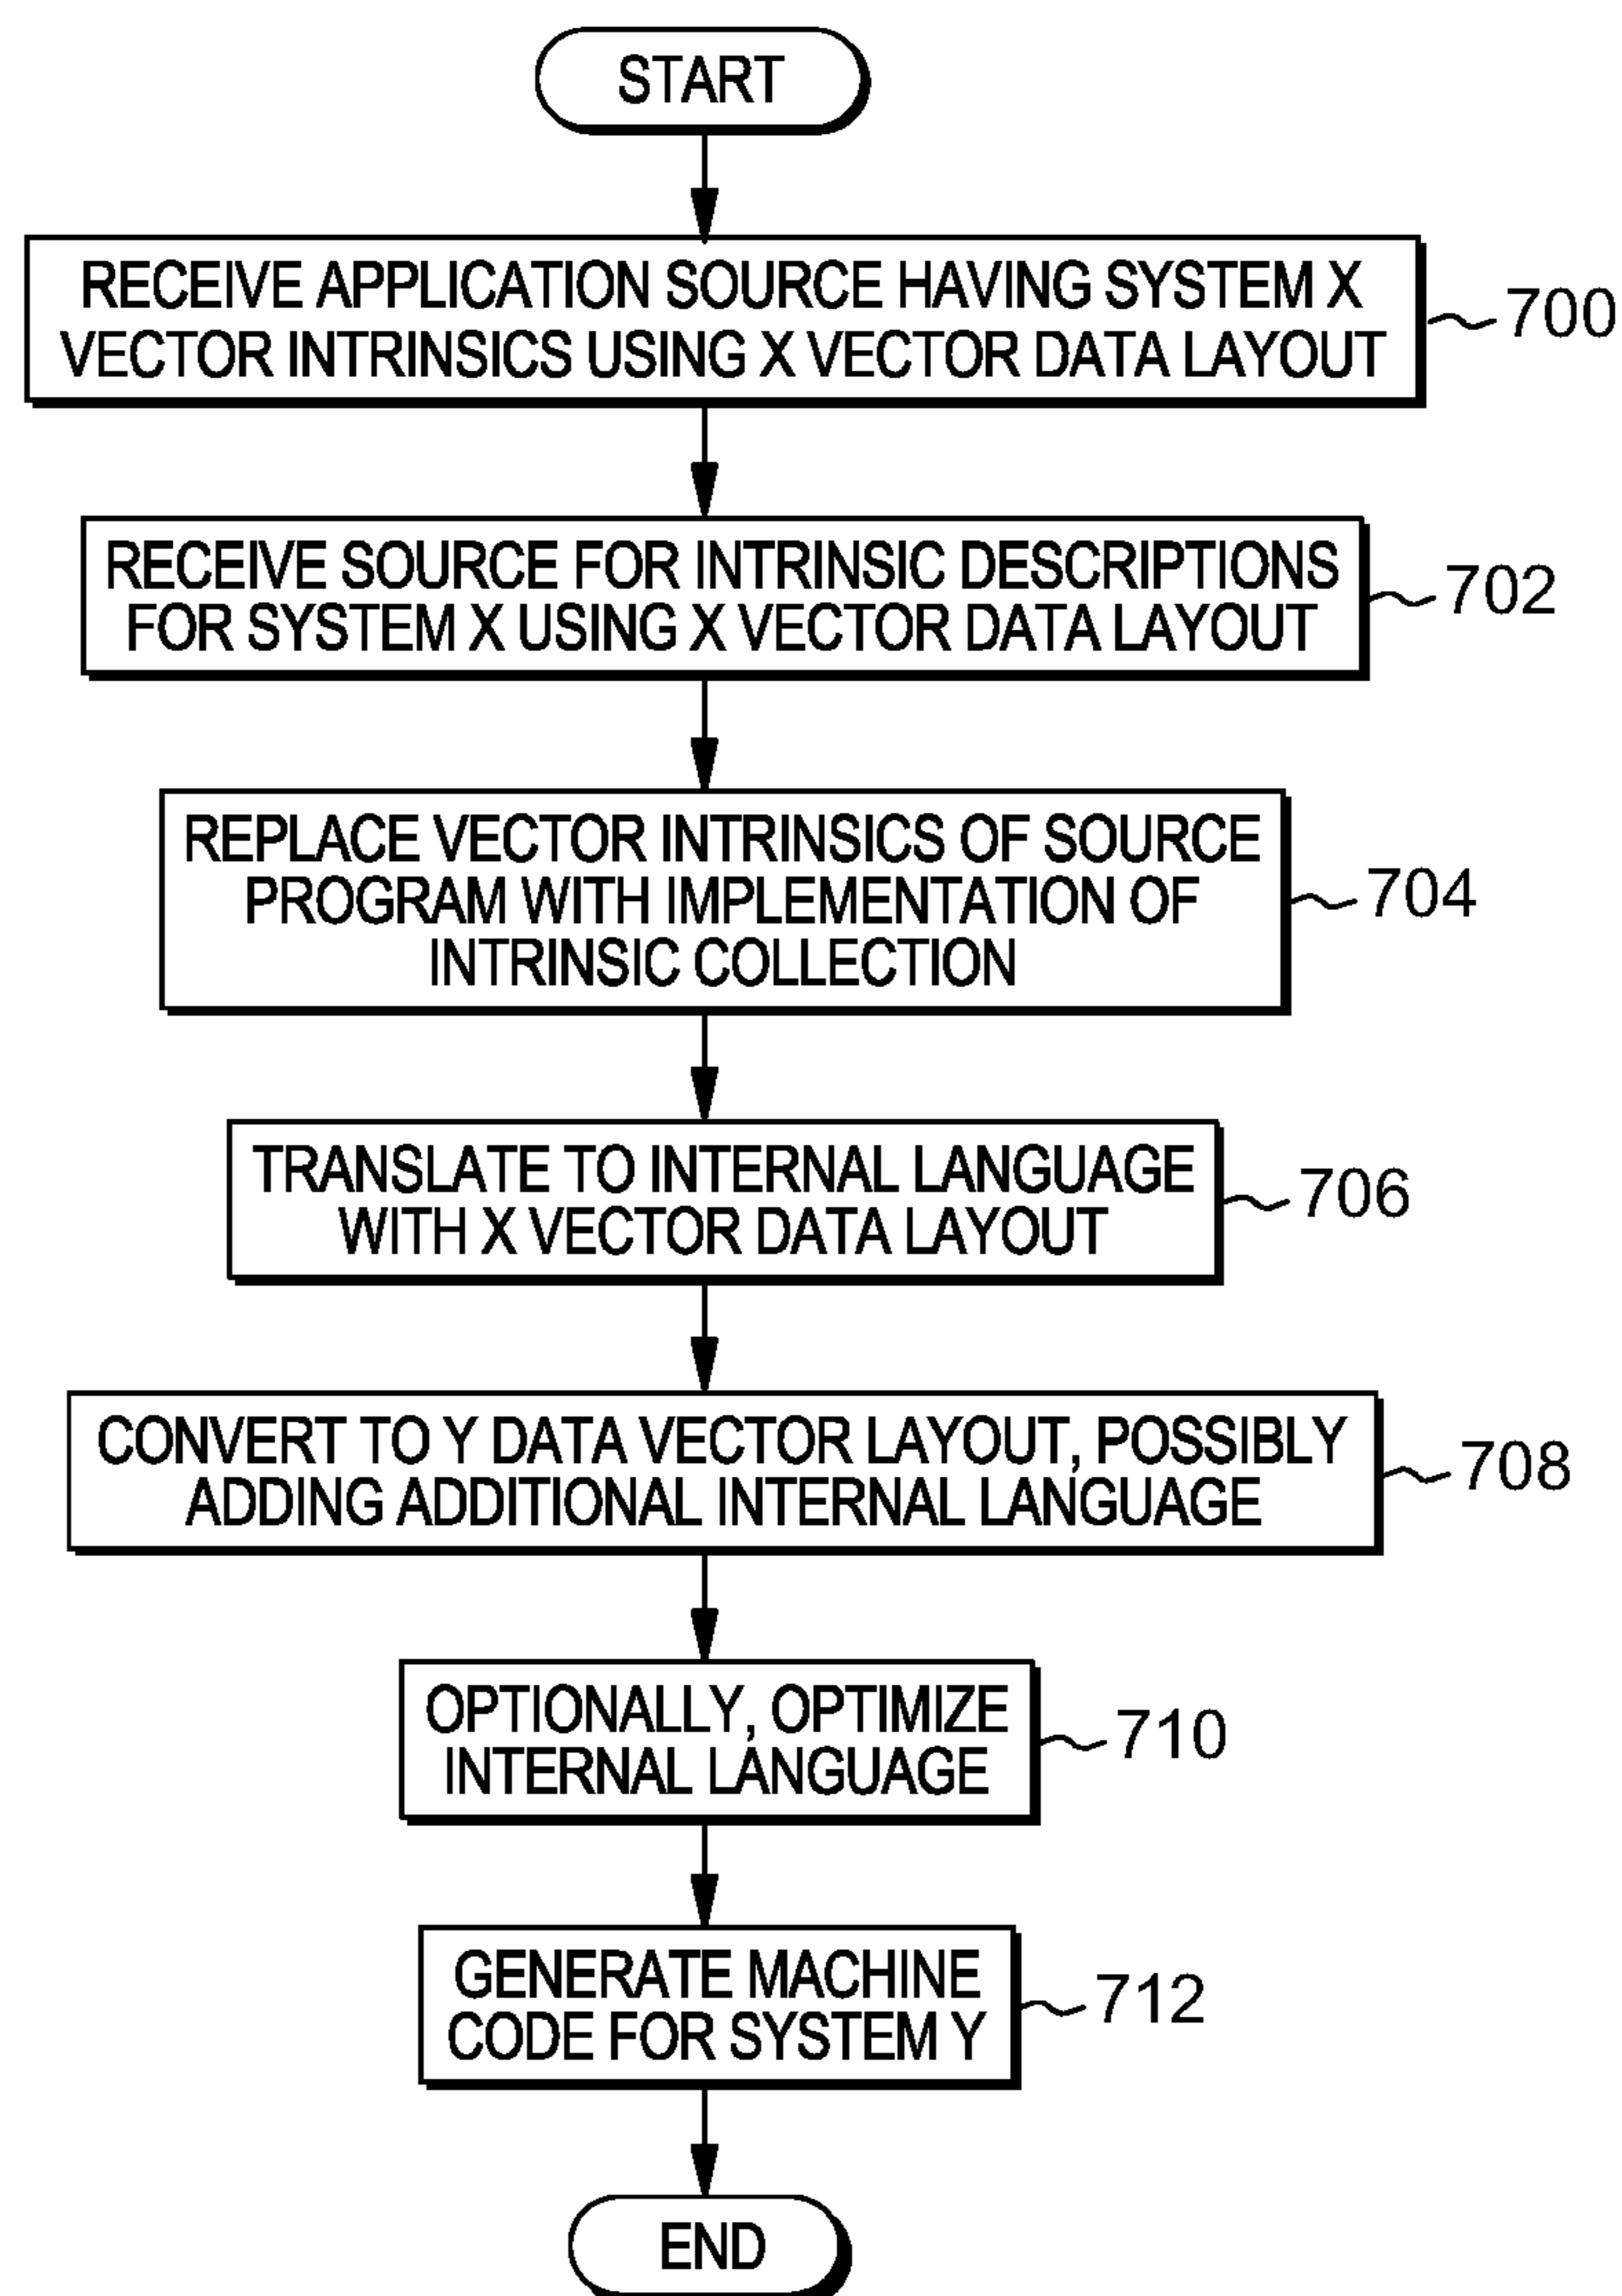 START
RECEIVE APPLICATION SOURCE HAVING SYSTEM X
VECTOR INTRINSICS USING X VECTOR DATA LAYOUT
700
RECEIVE SOURCE FOR INTRINSIC DESCRIPTIONS
FOR SYSTEM X USING X VECTOR DATA LAYOUT
702
REPLACE VECTOR INTRINSICS OF SOURCE
PROGRAM WITH IMPLEMENTATION OF
INTRINSIC COLLECTION
704
TRANSLATE TO INTERNAL LANGUAGE
WITH X VECTOR DATA LAYOUT
706
CONVERT TO Y DATA VECTOR LAYOUT, POSSIBLY
ADDING ADDITIONAL INTERNAL LANGUAGE
708
OPTIONALLY, OPTIMIZE
INTERNAL LANGUAGE
710
GENERATE MACHINE
CODE FOR SYSTEM Y
712
END